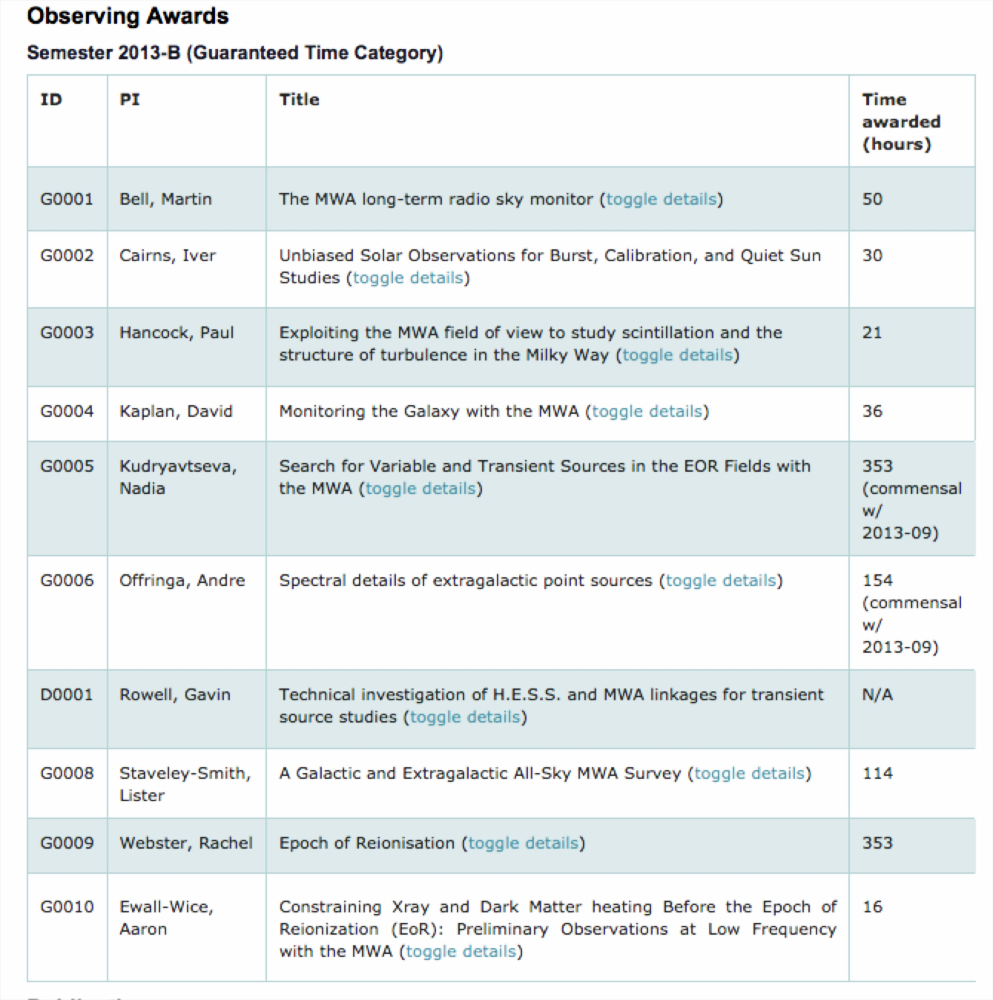 Observing Awards
Semester 2013-B (Guaranteed Time Category)
ID PI Title Time
awarded
(hours)
G0001 Bell, Martin The MWA long-term radio sky monitor (toggle details) 50
G0002 Cairns, Iver Unbiased Solar Observations for Burst, Calibration, and Quiet Sun 30
Studies (toggle details)
G0003 Hancock, Paul Exploiting the MWA field of view to study scintillation and the 21
structure of turbulence in the Milky Way (toggle details)
G0004 Kaplan, David Monitoring the Galaxy with the MWA (toggle details) 36
G0005 Kudryavtseva, Search for Variable and Transient Sources in the EOR Fields with 353
Nadia the MWA (toggle details) (commensal
w/
2013-09)
G0006 Offringa, Andre Spectral details of extragalactic point sources (toggle details) 154
(commensal
w/
2013-09)
D0001 Rowell, Gavin Technical investigation of H.E.S.S. and MWA linkages for transient N/A
source studies (toggle details)
G0008 Staveley-Smith, A Galactic and Extragalactic All-Sky MWA Survey (toggle details) 114
Lister
G0009 Webster, Rachel Epoch of Reionisation (toggle details) 353
G0010 Ewall-Wice, Constraining Xray and Dark Matter heating Before the Epoch of 16
Aaron Reionization (EoR): Preliminary Observations at Low Frequency
with the MWA (toggle details)